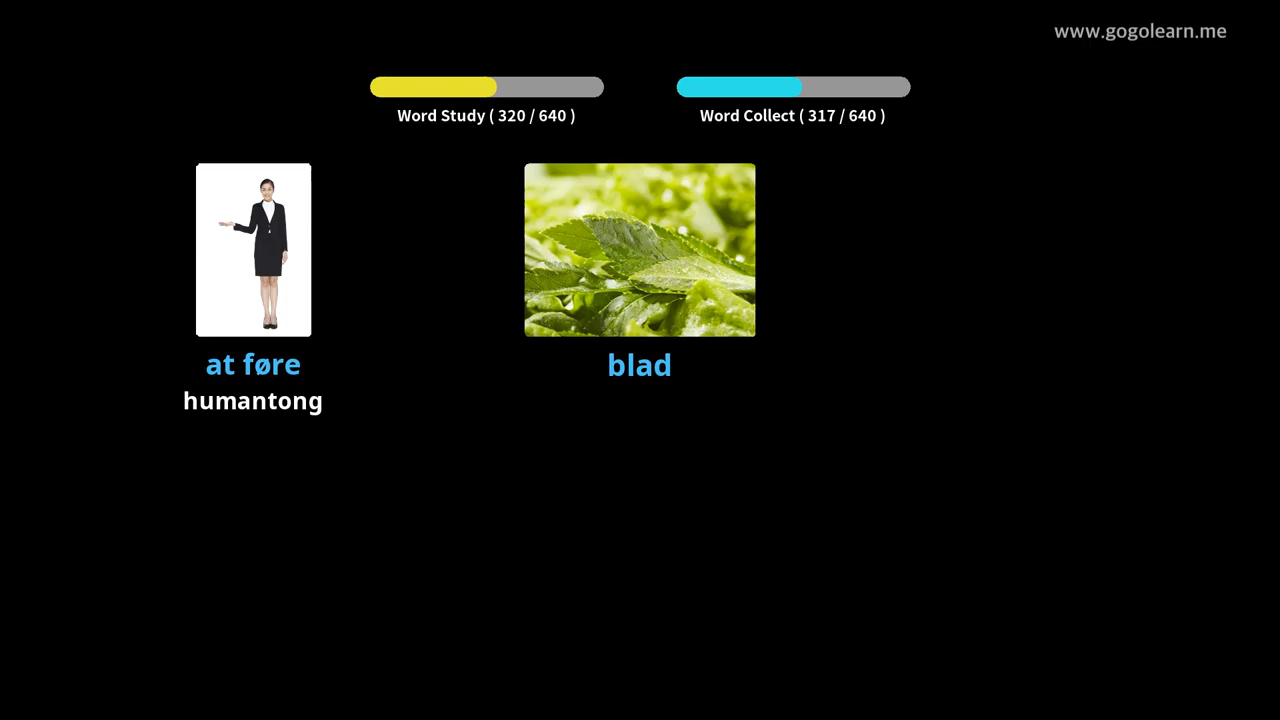 www.gogolearn.me
Word Study ( 320 / 640 )
Word Collect ( 317 / 640 )
at føre
humantong
blad